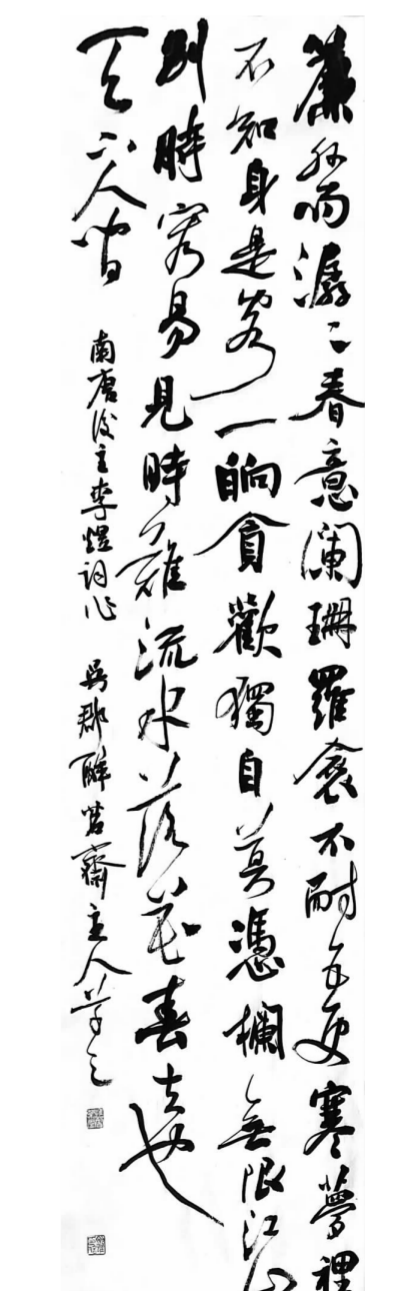 簾外雨潺〻春意闌珊羅衾不耐五更寒夢裡
不知身是客一晌貪歡獨自莫憑欄無限江山
別時容易見時難流水落花春去也
天上人間
南唐後主李煜詞 吳郡醉茗齋主人